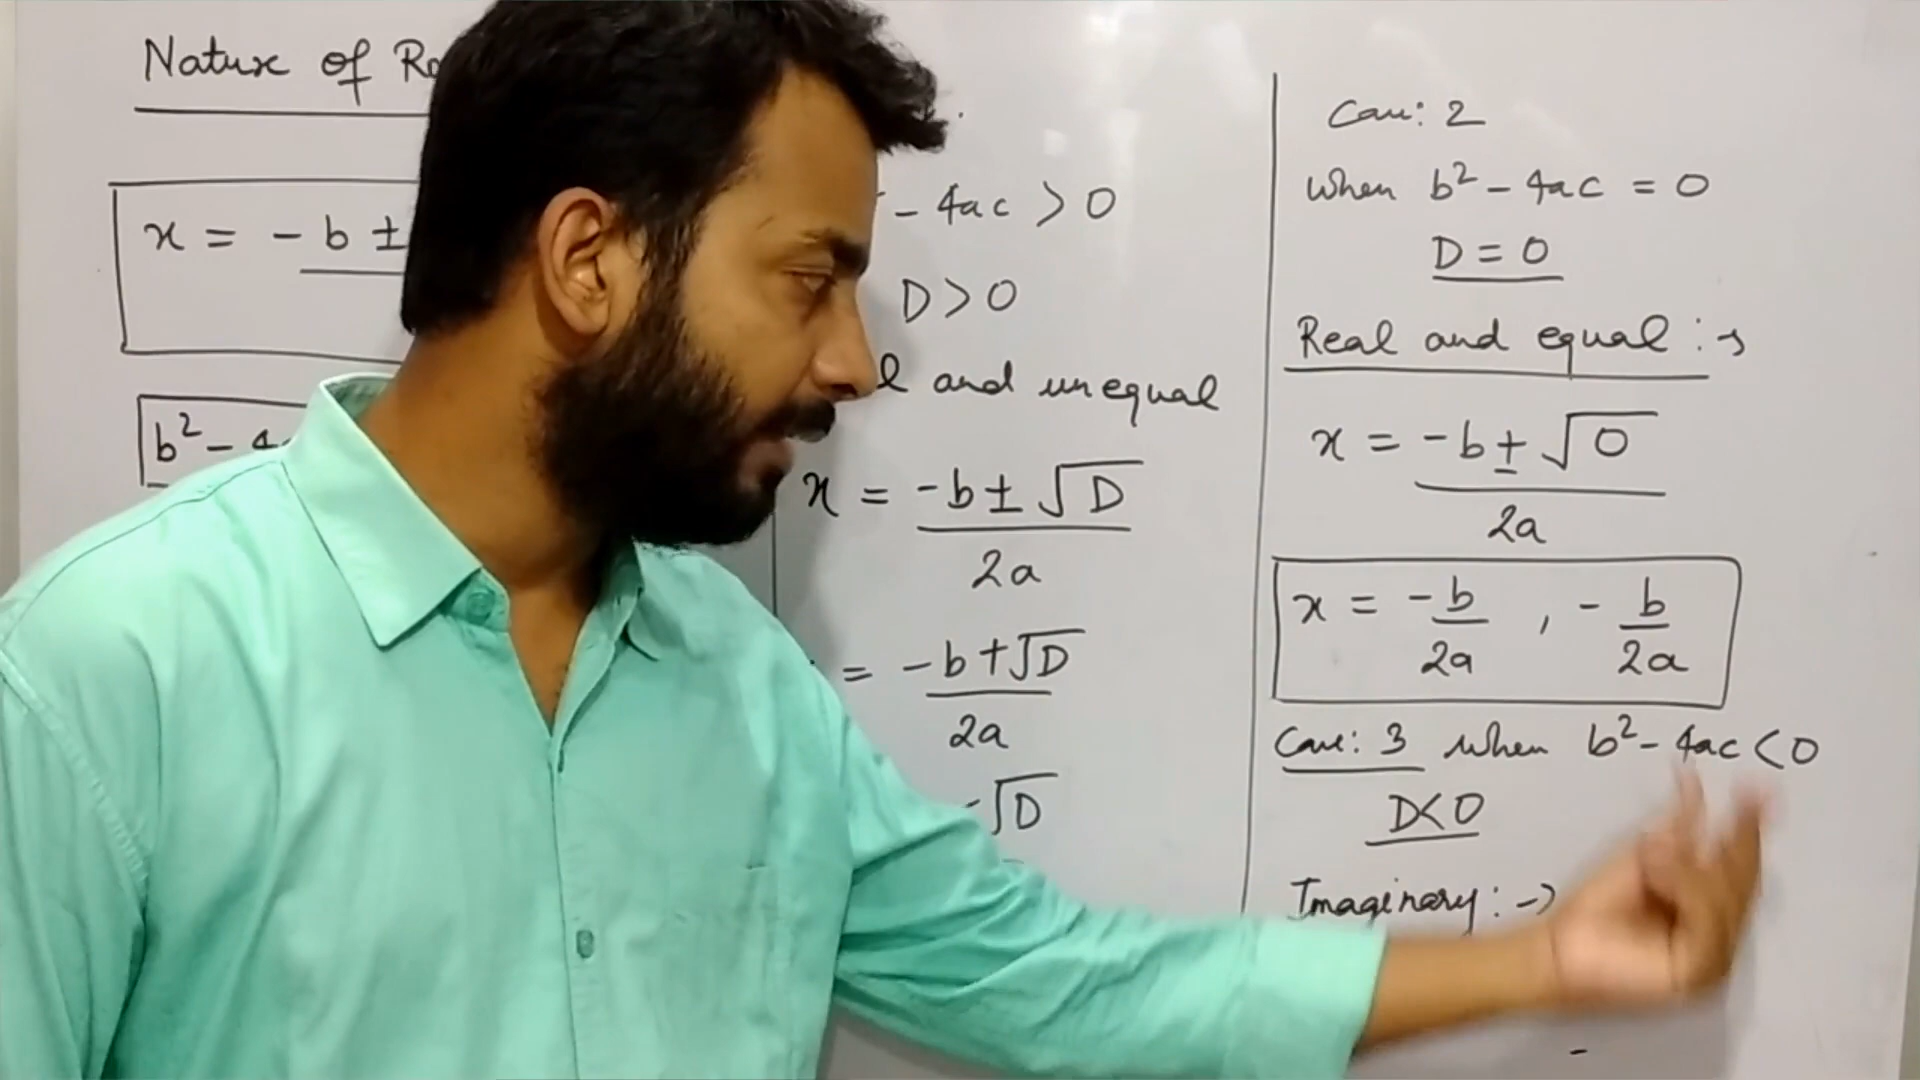 Nature of Ro
x = - b ±
b² - 4
- 4ac > 0
D > 0
l and unequal
x = -b ± √D
2a
= -b + √D
2a
- √D
Case: 2
when b² - 4ac = 0
D = 0
Real and equal :→
x = -b ± √0
2a
x = -b/2a , - b/2a
Case: 3 when b² - 4ac < 0
D < 0
Imaginary :→